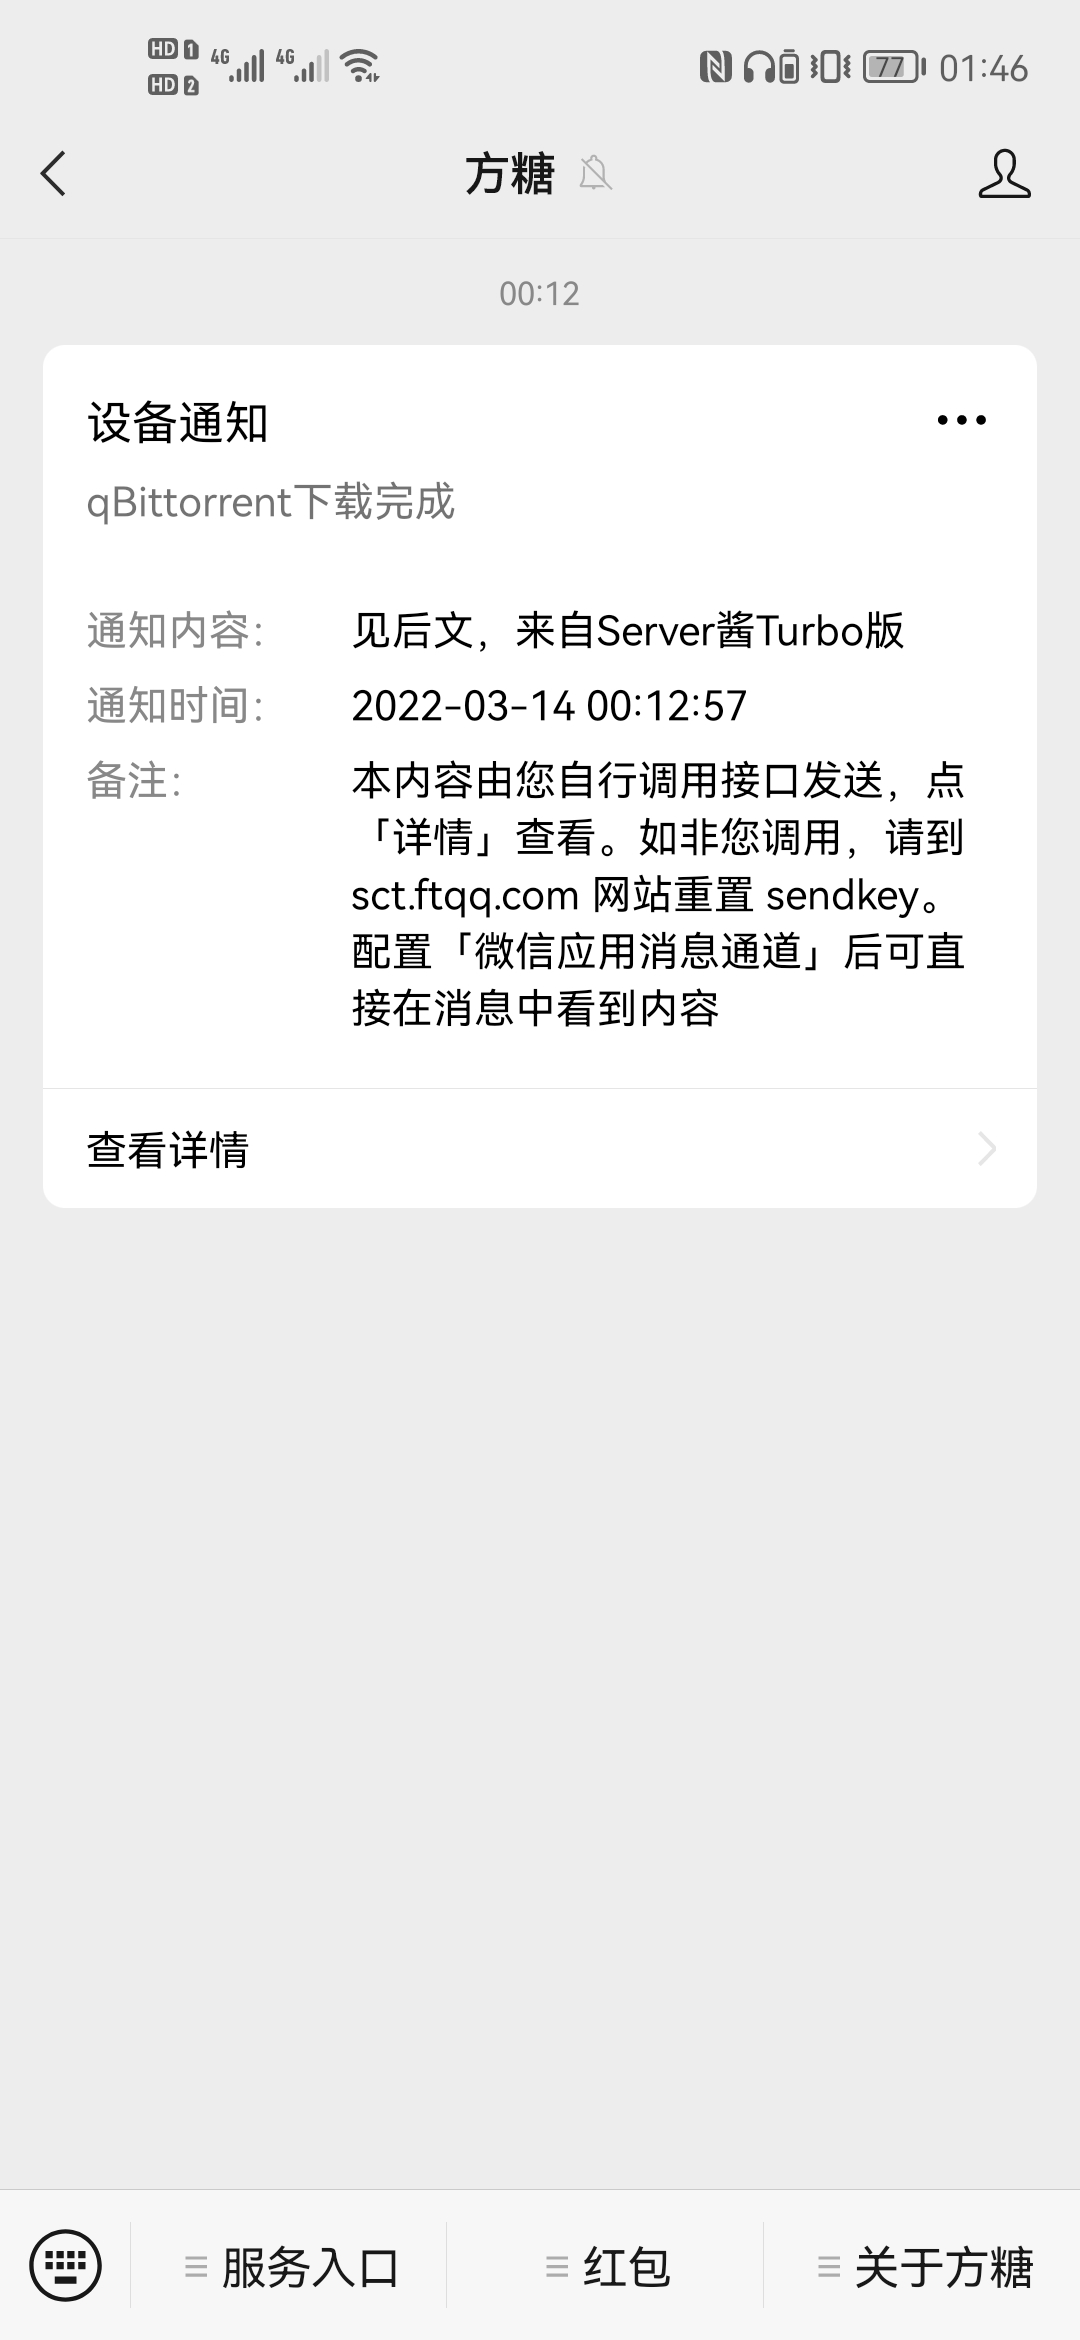 HD 1 4G 4G 77 01:46
HD 2
方糖
00:12
设备通知
qBittorrent下载完成
通知内容: 见后文，来自Server酱Turbo版
通知时间: 2022-03-14 00:12:57
备注: 本内容由您自行调用接口发送，点
「详情」查看。如非您调用，请到
sct.ftqq.com 网站重置 sendkey。
配置「微信应用消息通道」后可直
接在消息中看到内容
查看详情
服务入口 红包 关于方糖